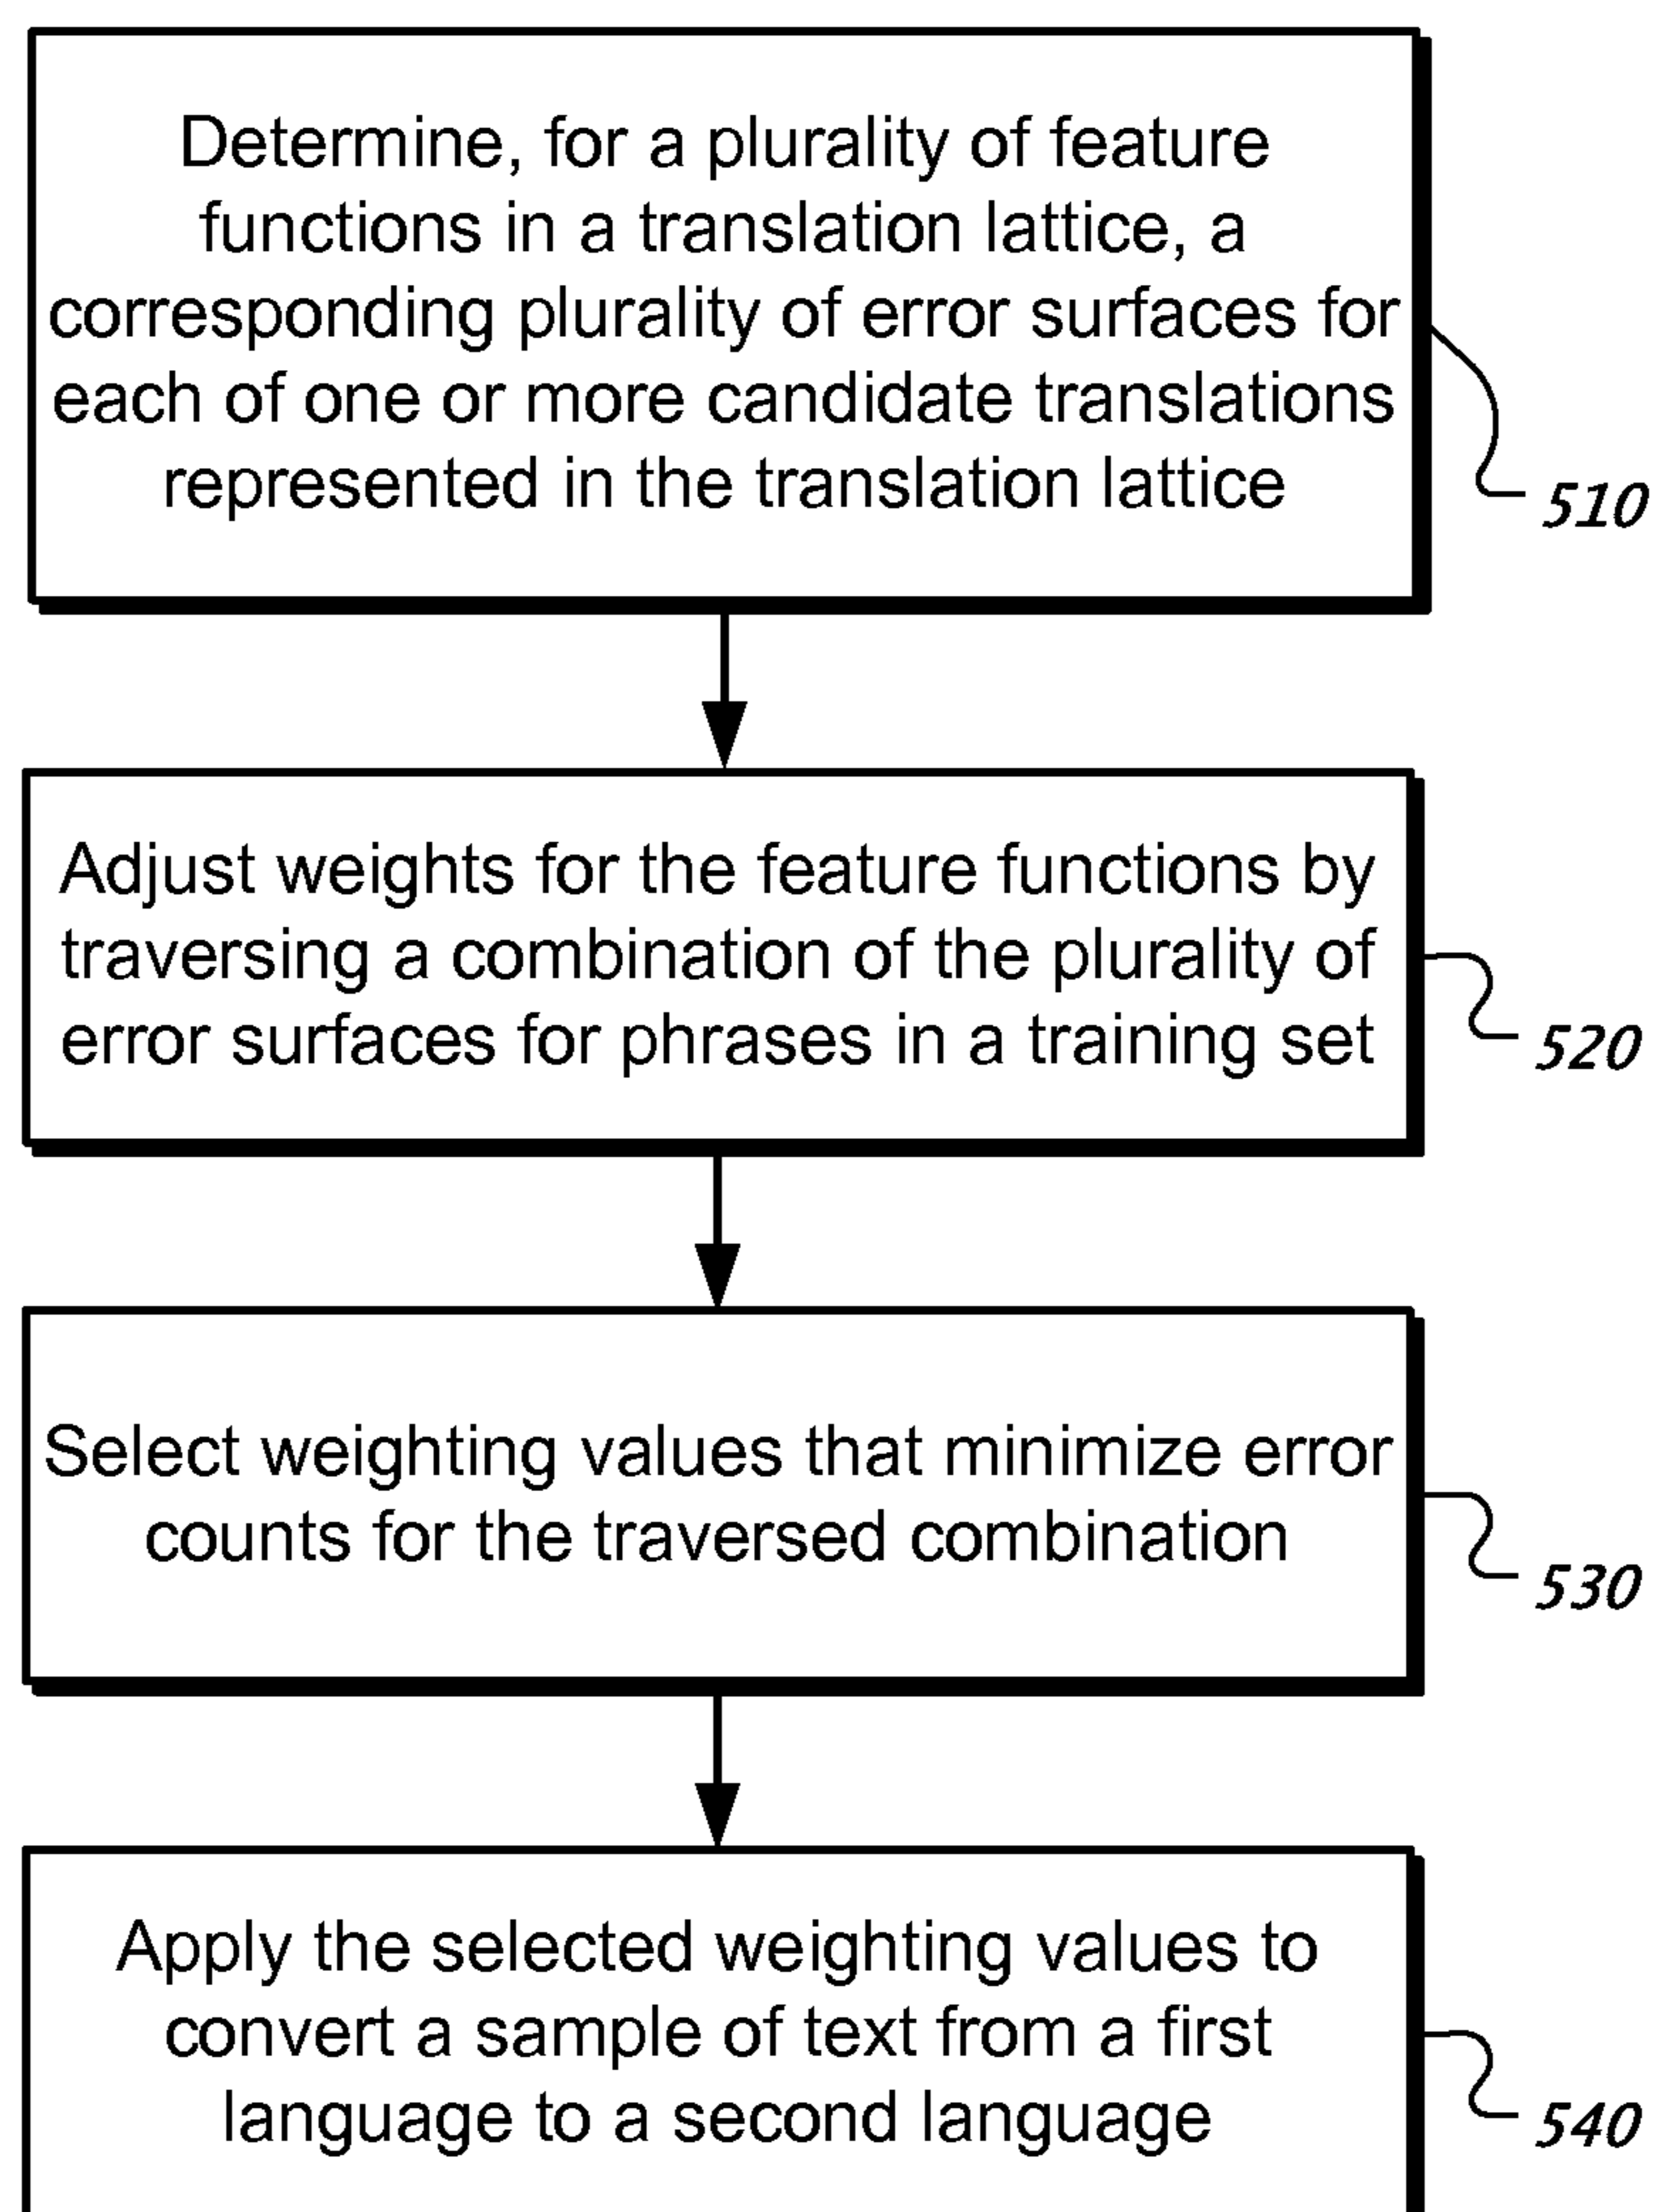 Determine, for a plurality of feature
functions in a translation lattice, a
corresponding plurality of error surfaces for
each of one or more candidate translations
represented in the translation lattice
510
Adjust weights for the feature functions by
traversing a combination of the plurality of
error surfaces for phrases in a training set
520
Select weighting values that minimize error
counts for the traversed combination
530
Apply the selected weighting values to
convert a sample of text from a first
language to a second language
540